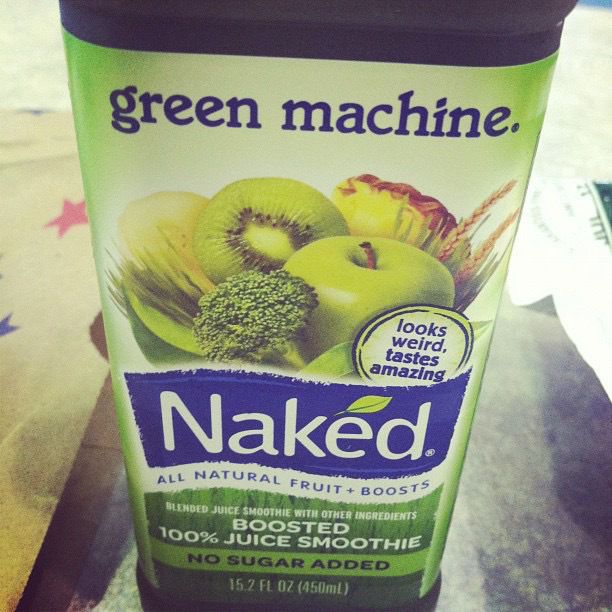 green machine.
looks
weird,
tastes
amazing
Naked®
ALL NATURAL FRUIT + BOOSTS
BLENDED JUICE SMOOTHIE WITH OTHER INGREDIENTS
BOOSTED
100% JUICE SMOOTHIE
NO SUGAR ADDED
15.2 FL OZ (450mL)